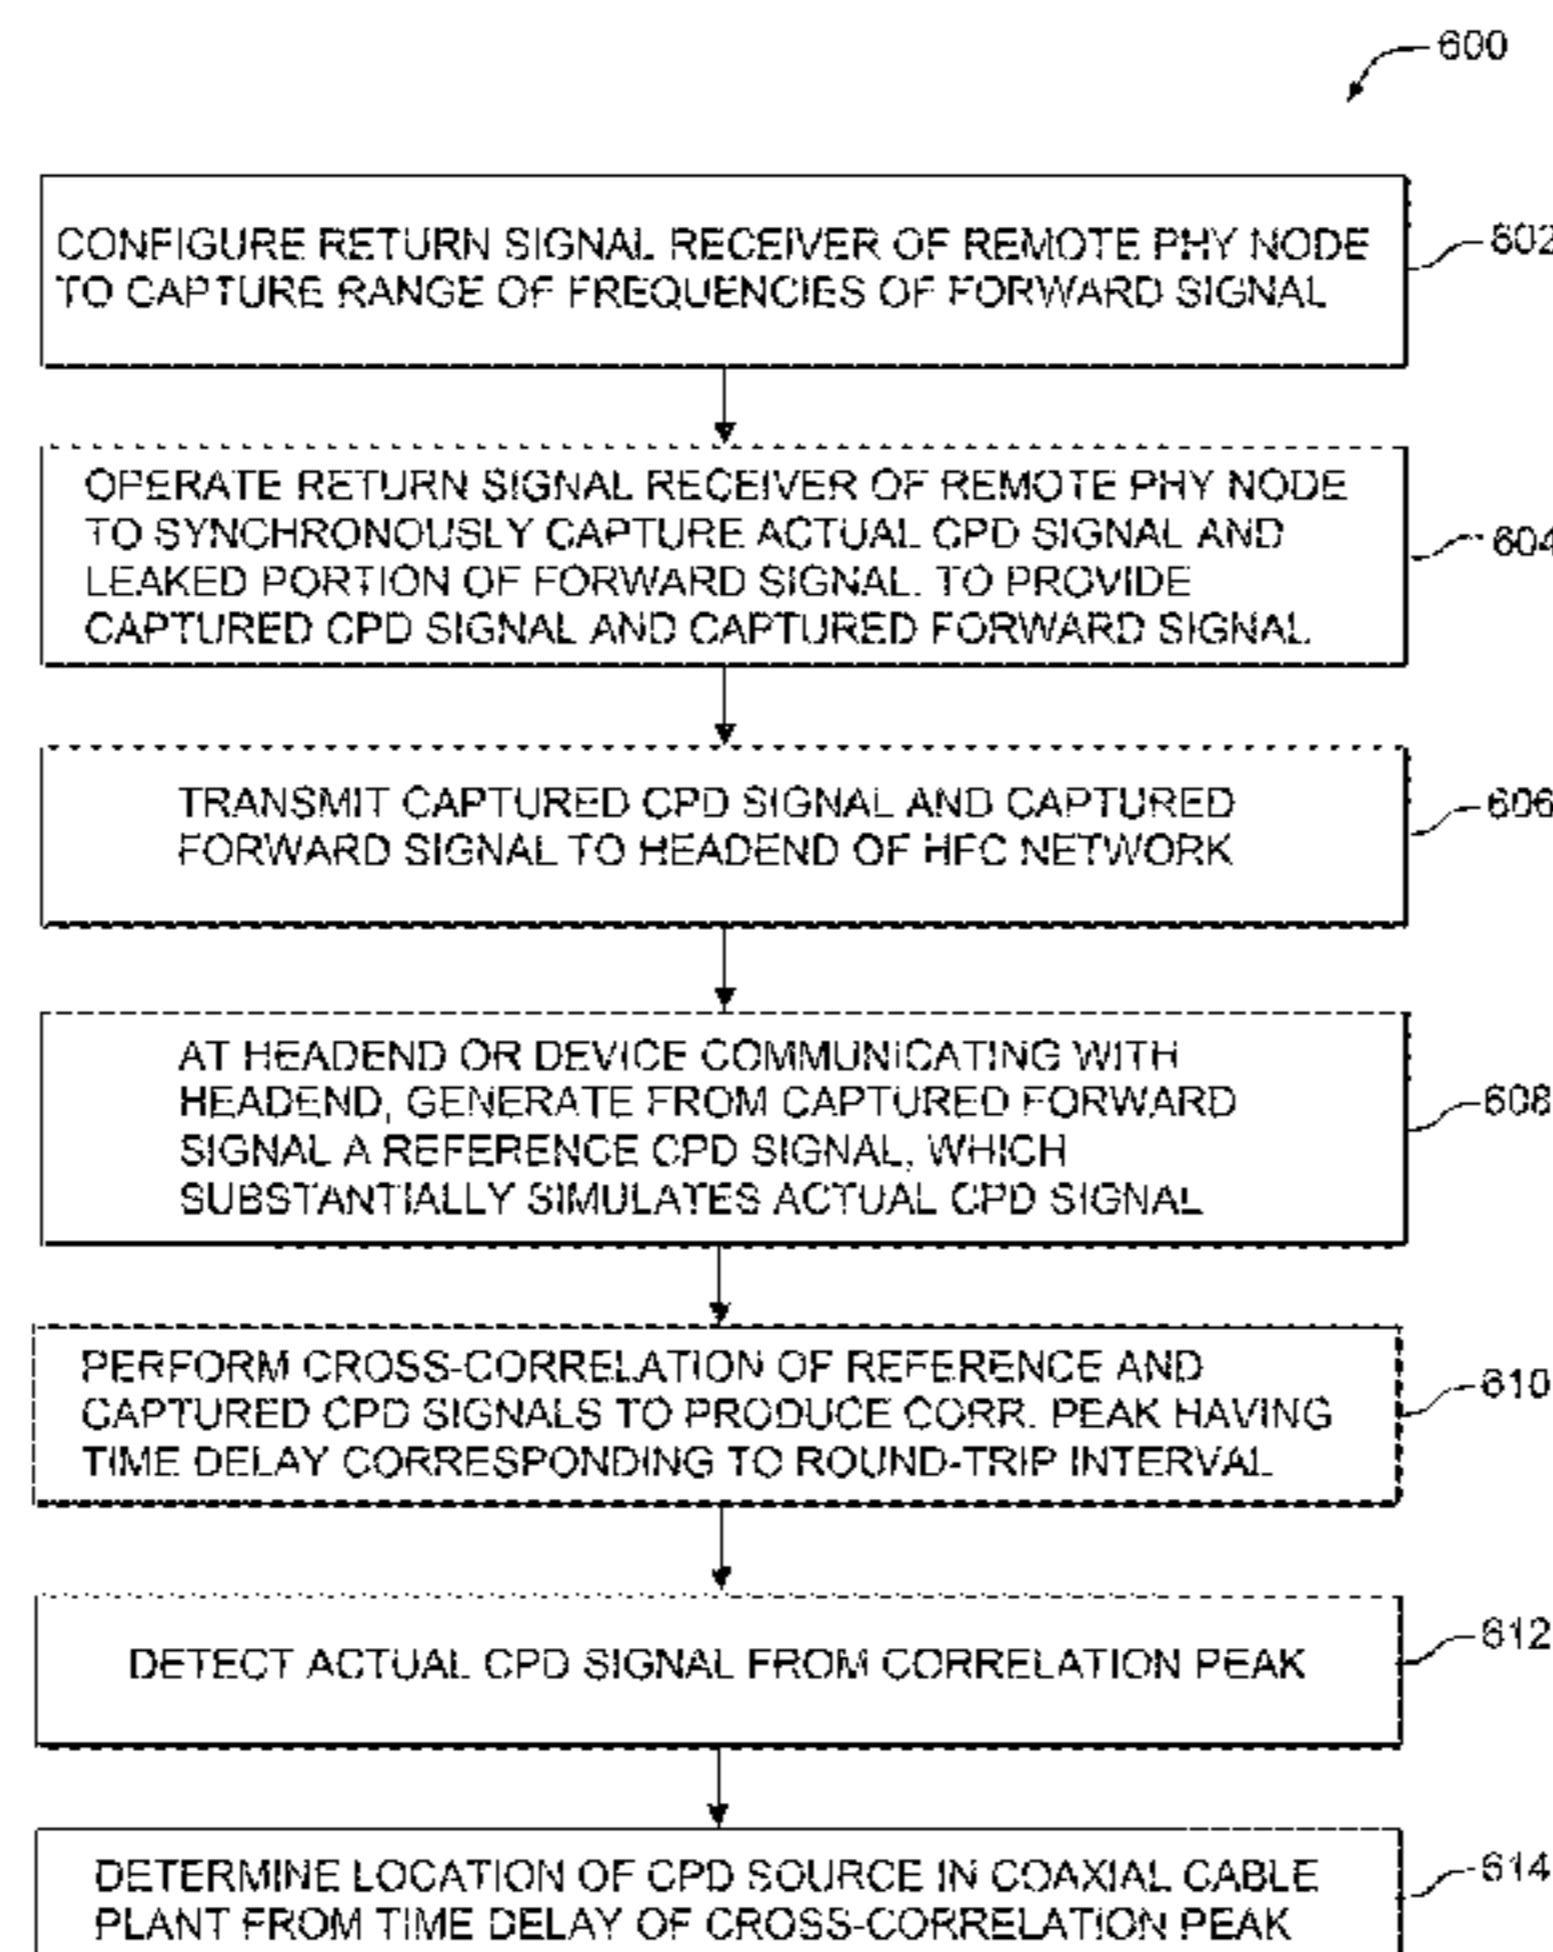 600
CONFIGURE RETURN SIGNAL RECEIVER OF REMOTE PHY NODE
TO CAPTURE RANGE OF FREQUENCIES OF FORWARD SIGNAL
602
OPERATE RETURN SIGNAL RECEIVER OF REMOTE PHY NODE
TO SYNCHRONOUSLY CAPTURE ACTUAL CPD SIGNAL AND
LEAKED PORTION OF FORWARD SIGNAL, TO PROVIDE
CAPTURED CPD SIGNAL AND CAPTURED FORWARD SIGNAL
604
TRANSMIT CAPTURED CPD SIGNAL AND CAPTURED
FORWARD SIGNAL TO HEADEND OF HFC NETWORK
606
AT HEADEND OR DEVICE COMMUNICATING WITH
HEADEND, GENERATE FROM CAPTURED FORWARD
SIGNAL A REFERENCE CPD SIGNAL, WHICH
SUBSTANTIALLY SIMULATES ACTUAL CPD SIGNAL
608
PERFORM CROSS-CORRELATION OF REFERENCE AND
CAPTURED CPD SIGNALS TO PRODUCE CORR. PEAK HAVING
TIME DELAY CORRESPONDING TO ROUND-TRIP INTERVAL
610
DETECT ACTUAL CPD SIGNAL FROM CORRELATION PEAK
612
DETERMINE LOCATION OF CPD SOURCE IN COAXIAL CABLE
PLANT FROM TIME DELAY OF CROSS-CORRELATION PEAK
614